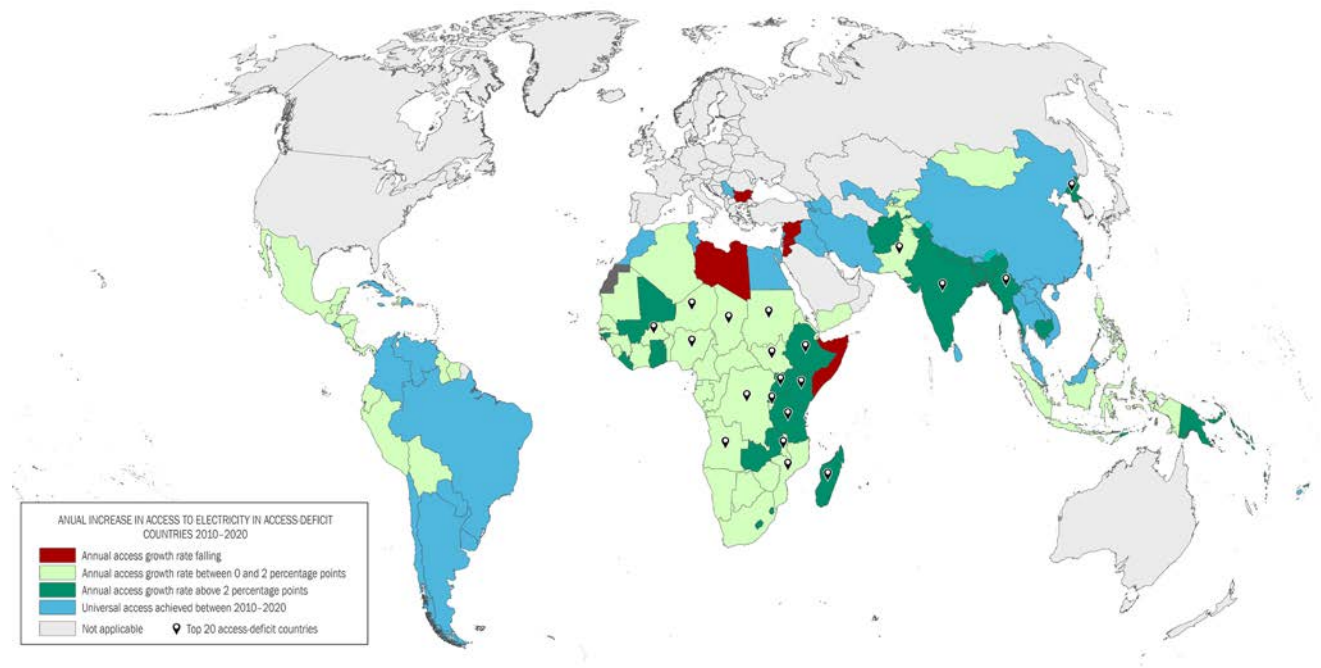 ANUAL INCREASE IN ACCESS TO ELECTRICITY IN ACCESS-DEFICIT
COUNTRIES 2010–2020
Annual access growth rate falling
Annual access growth rate between 0 and 2 percentage points
Annual access growth rate above 2 percentage points
Universal access achieved between 2010–2020
Not applicable Top 20 access-deficit countries